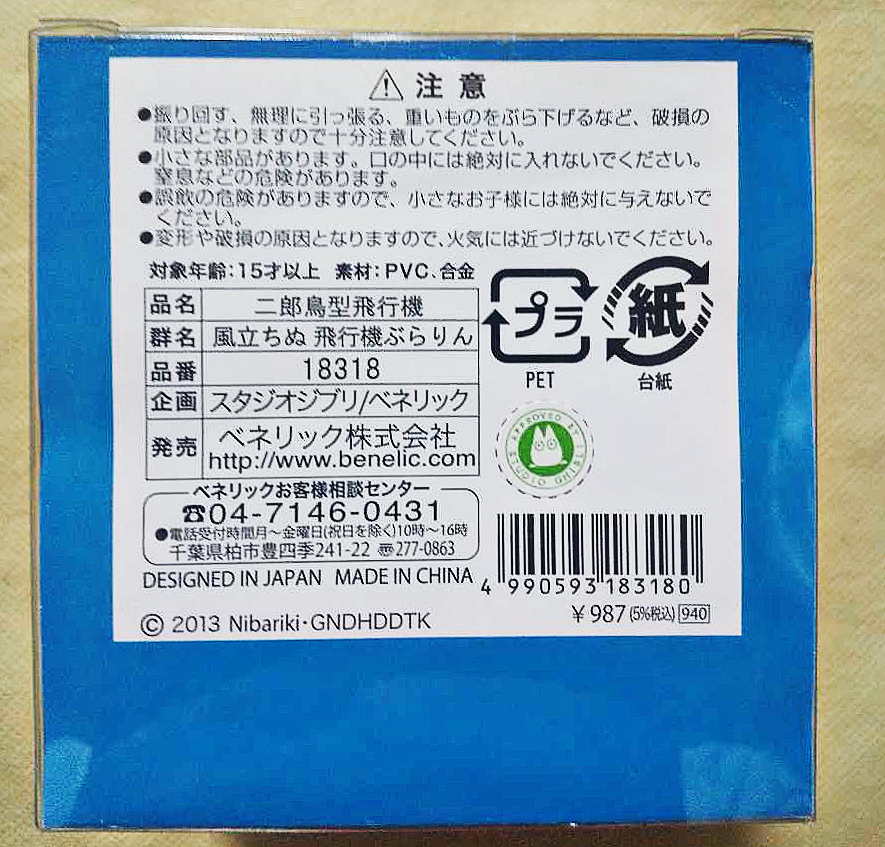 ⚠ 注意
●振り回す、無理に引っ張る、重いものをぶら下げるなど、破損の
原因となりますので十分注意してください。
●小さな部品があります。口の中には絶対に入れないでください。
窒息などの危険があります。
●誤飲の危険がありますので、小さなお子様には絶対に与えないで
ください。
●変形や破損の原因となりますので、火気には近づけないでください。
対象年齢:15才以上 素材:PVC、合金
品名 二郎鳥型飛行機
群名 風立ちぬ 飛行機ぶらりん
品番 18318
企画 スタジオジブリ/ベネリック
発売 ベネリック株式会社
http://www.benelic.com
プラ
PET
紙
台紙
APPROVED BY STUDIO GHIBLI
ベネリックお客様相談センター
☎04-7146-0431
●電話受付時間月～金曜日(祝日を除く)10時～16時
千葉県柏市豊四季241-22 〠277-0863
DESIGNED IN JAPAN MADE IN CHINA
4 990593 183180
¥987(5%税込) 940
© 2013 Nibariki・GNDHDDTK